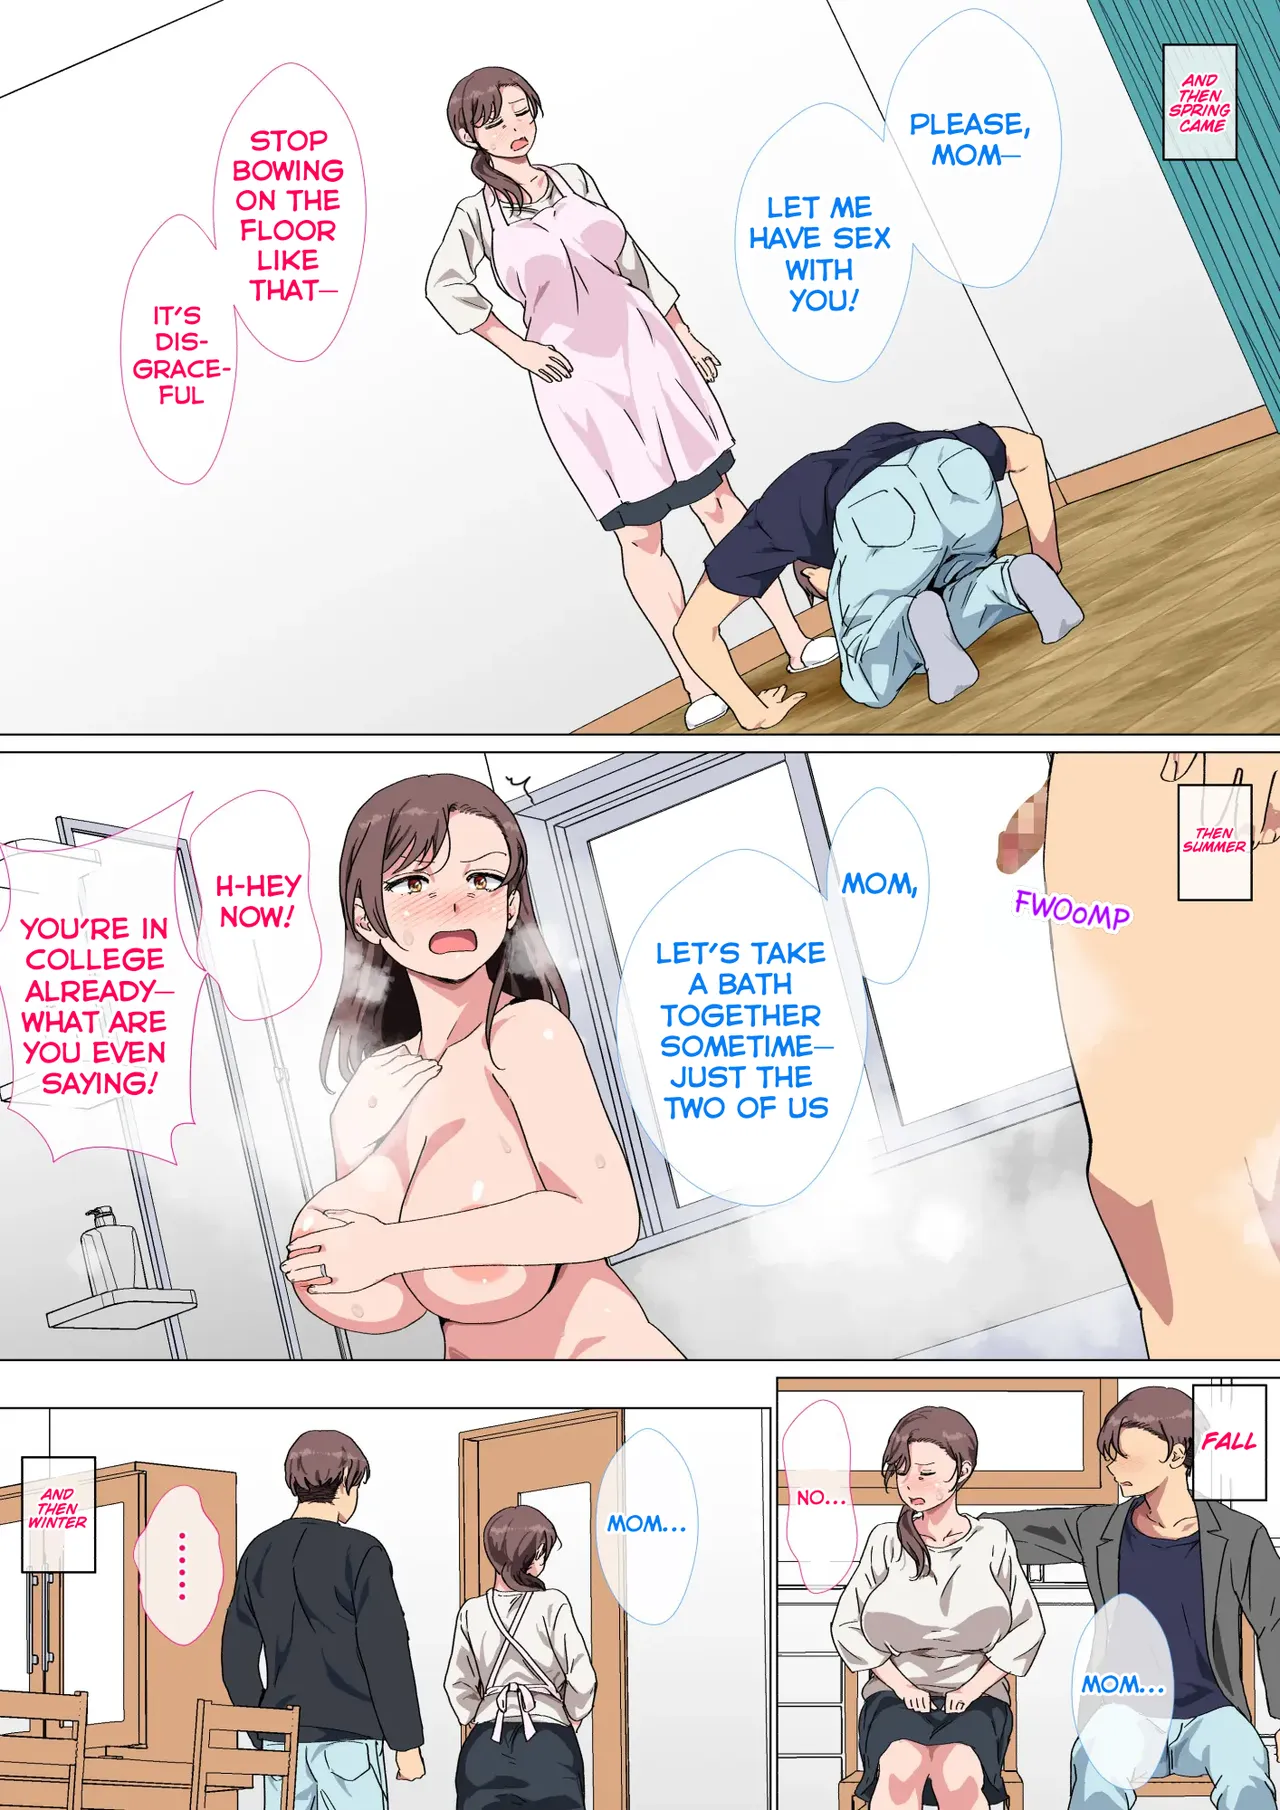 AND
THEN
SPRING
CAME
PLEASE,
MOM—
LET ME
HAVE SEX
WITH
YOU!
STOP
BOWING
ON THE
FLOOR
LIKE
THAT—
IT'S
DIS-
GRACE-
FUL
THEN
SUMMER
FWOOMP
MOM,
LET'S TAKE
A BATH
TOGETHER
SOMETIME—
JUST THE
TWO OF US
H-HEY
NOW!
YOU'RE IN
COLLEGE
ALREADY—
WHAT ARE
YOU EVEN
SAYING!
FALL
MOM...
NO...
AND
THEN
WINTER
MOM...
......